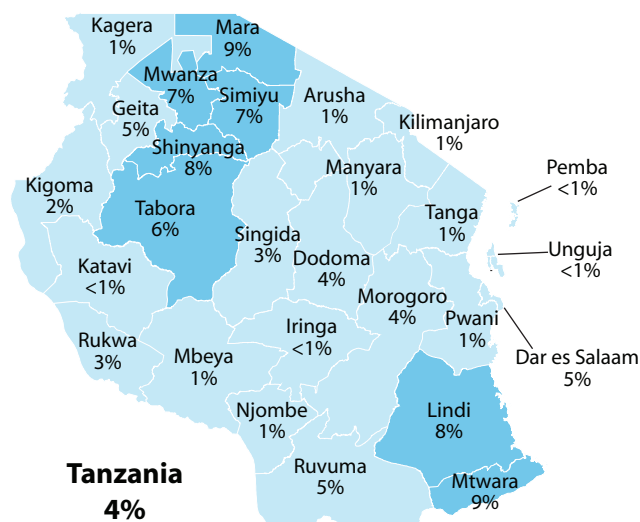 Kagera
1%
Mara
9%
Mwanza
7%
Simiyu
7%
Arusha
1%
Geita
5%
Kilimanjaro
1%
Shinyanga
8%
Manyara
1%
Pemba
<1%
Kigoma
2%
Tabora
6%
Tanga
1%
Singida
3%
Dodoma
4%
Unguja
<1%
Katavi
<1%
Morogoro
4%
Pwani
1%
Iringa
<1%
Rukwa
3%
Mbeya
1%
Dar es Salaam
5%
Njombe
1%
Lindi
8%
Ruvuma
5%
Mtwara
9%
Tanzania
4%